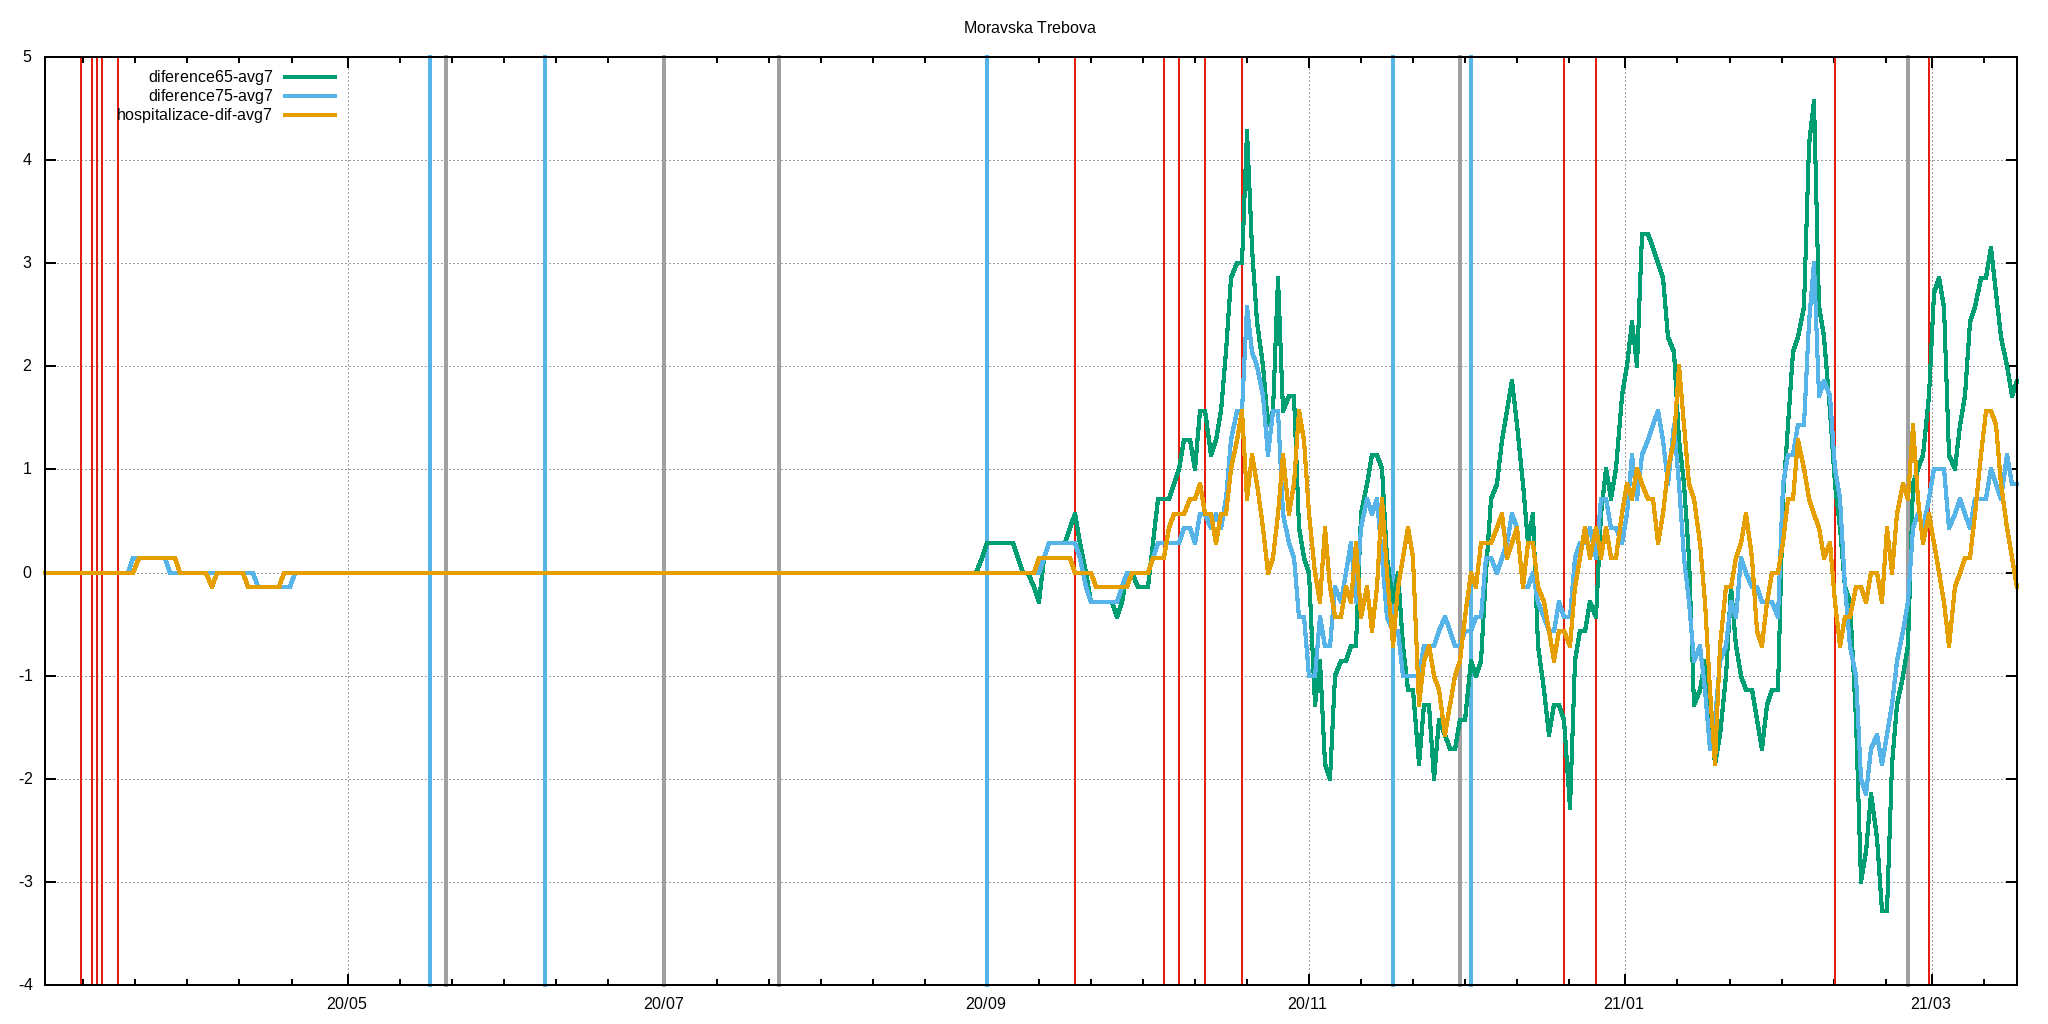 Moravska Trebova
5
diference65-avg7
diference75-avg7
hospitalizace-dif-avg7
4
3
2
1
0
-1
-2
-3
-4
20/05 20/07 20/09 20/11 21/01 21/03